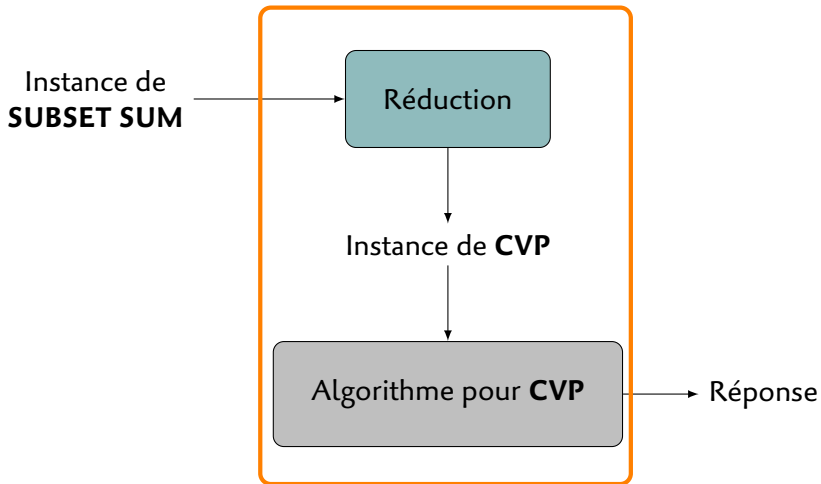 Instance de
SUBSET SUM
Réduction
Instance de CVP
Algorithme pour CVP
Réponse